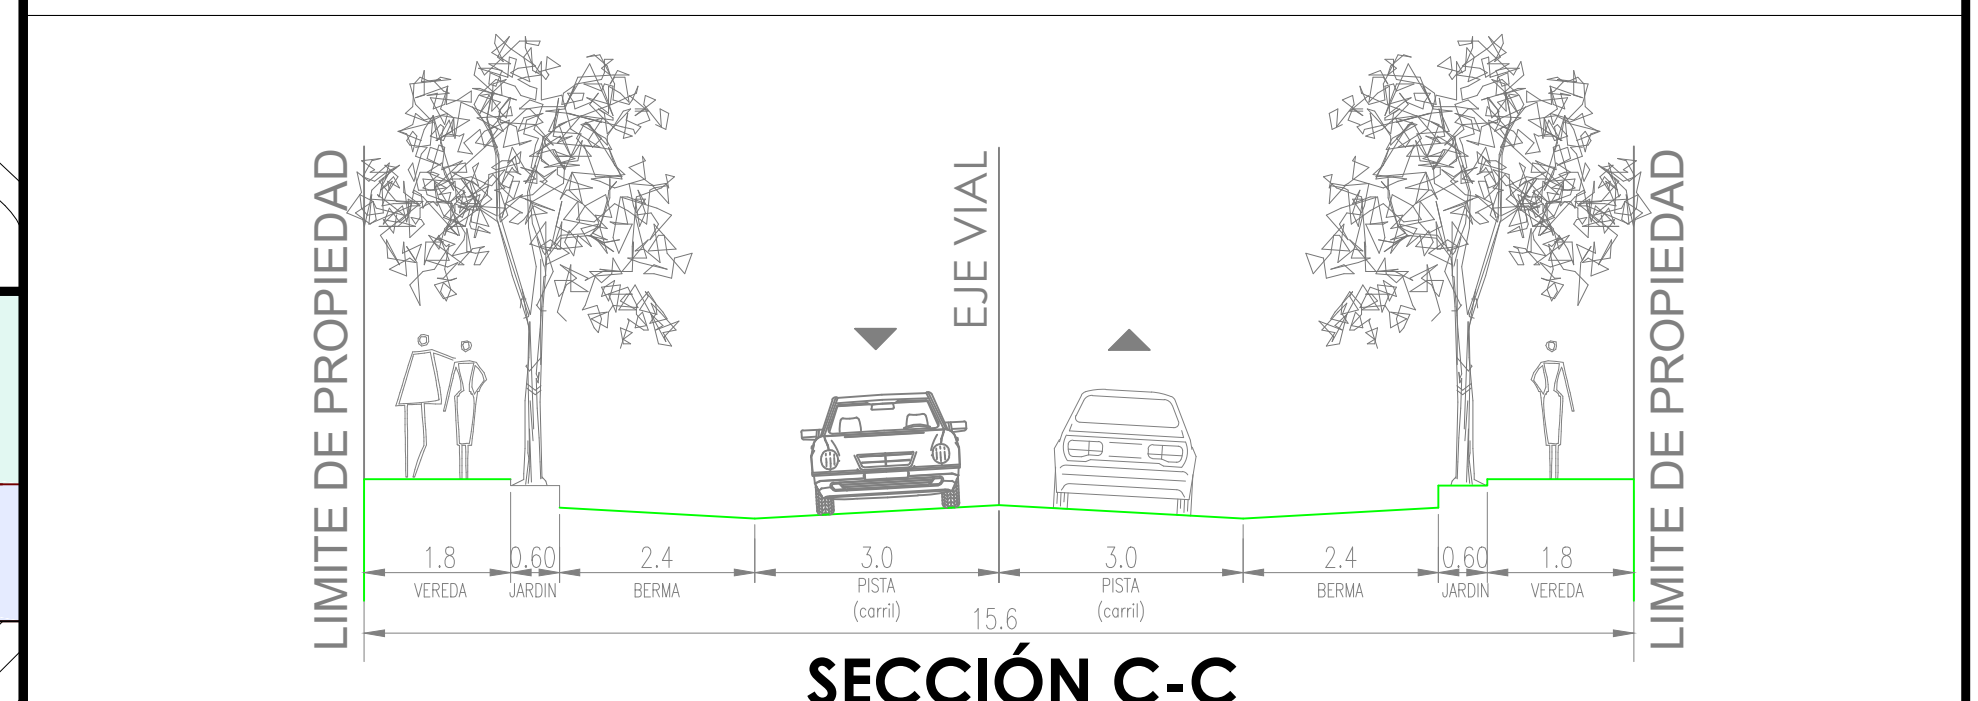 LIMITE DE PROPIEDAD
EJE VIAL
LIMITE DE PROPIEDAD
1.8
0.60
2.4
3.0
3.0
2.4
0.60
1.8
VEREDA
JARDIN
BERMA
PISTA
(carril)
PISTA
(carril)
BERMA
JARDIN
VEREDA
15.6
SECCIÓN C-C